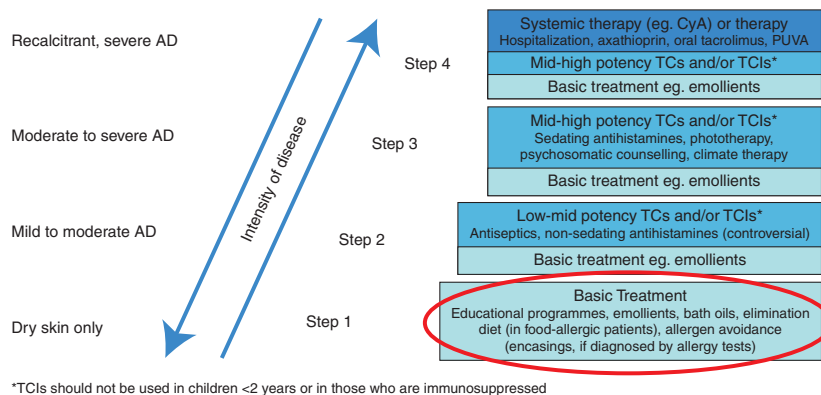 Recalcitrant, severe AD
Moderate to severe AD
Mild to moderate AD
Dry skin only
Intensity of disease
Step 4
Systemic therapy (eg. CyA) or therapy
Hospitalization, axathioprin, oral tacrolimus, PUVA
Mid-high potency TCs and/or TCIs*
Basic treatment eg. emollients
Step 3
Mid-high potency TCs and/or TCIs*
Sedating antihistamines, phototherapy,
psychosomatic counselling, climate therapy
Basic treatment eg. emollients
Step 2
Low-mid potency TCs and/or TCIs*
Antiseptics, non-sedating antihistamines (controversial)
Basic treatment eg. emollients
Step 1
Basic Treatment
Educational programmes, emollients, bath oils, elimination
diet (in food-allergic patients), allergen avoidance
(encasings, if diagnosed by allergy tests)
*TCIs should not be used in children <2 years or in those who are immunosuppressed